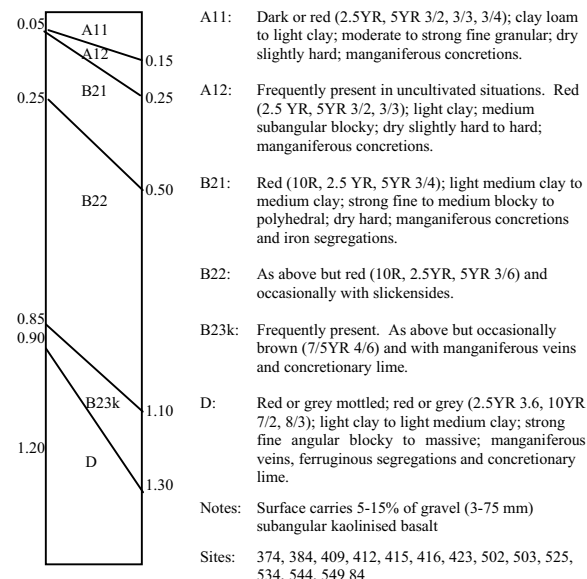 0.05
A11
A12
0.15
B21
0.25
0.25
0.50
B22
0.85
0.90
B23k
1.10
1.20
D
1.30
A11: Dark or red (2.5YR, 5YR 3/2, 3/3, 3/4); clay loam
to light clay; moderate to strong fine granular; dry
slightly hard; manganiferous concretions.
A12: Frequently present in uncultivated situations. Red
(2.5 YR, 5YR 3/2, 3/3); light clay; medium
subangular blocky; dry slightly hard to hard;
manganiferous concretions.
B21: Red (10R, 2.5 YR, 5YR 3/4); light medium clay to
medium clay; strong fine to medium blocky to
polyhedral; dry hard; manganiferous concretions
and iron segregations.
B22: As above but red (10R, 2.5YR, 5YR 3/6) and
occasionally with slickensides.
B23k: Frequently present. As above but occasionally
brown (7/5YR 4/6) and with manganiferous veins
and concretionary lime.
D: Red or grey mottled; red or grey (2.5YR 3.6, 10YR
7/2, 8/3); light clay to light medium clay; strong
fine angular blocky to massive; manganiferous
veins, ferruginous segregations and concretionary
lime.
Notes: Surface carries 5-15% of gravel (3-75 mm)
subangular kaolinised basalt
Sites: 374, 384, 409, 412, 415, 416, 423, 502, 503, 525,
534, 544, 549,84